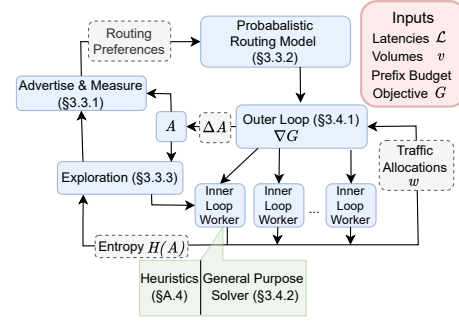 Routing
Preferences
Probabalistic
Routing Model
(§3.3.2)
Inputs
Latencies ℒ
Volumes v
Prefix Budget
Objective G
Advertise & Measure
(§3.3.1)
A
ΔA
Outer Loop (§3.4.1)
∇G
Traffic
Allocations
w
Exploration (§3.3.3)
Inner
Loop
Worker
Inner
Loop
Worker
...
Inner
Loop
Worker
Entropy H(A)
Heuristics
(§A.4)
General Purpose
Solver (§3.4.2)